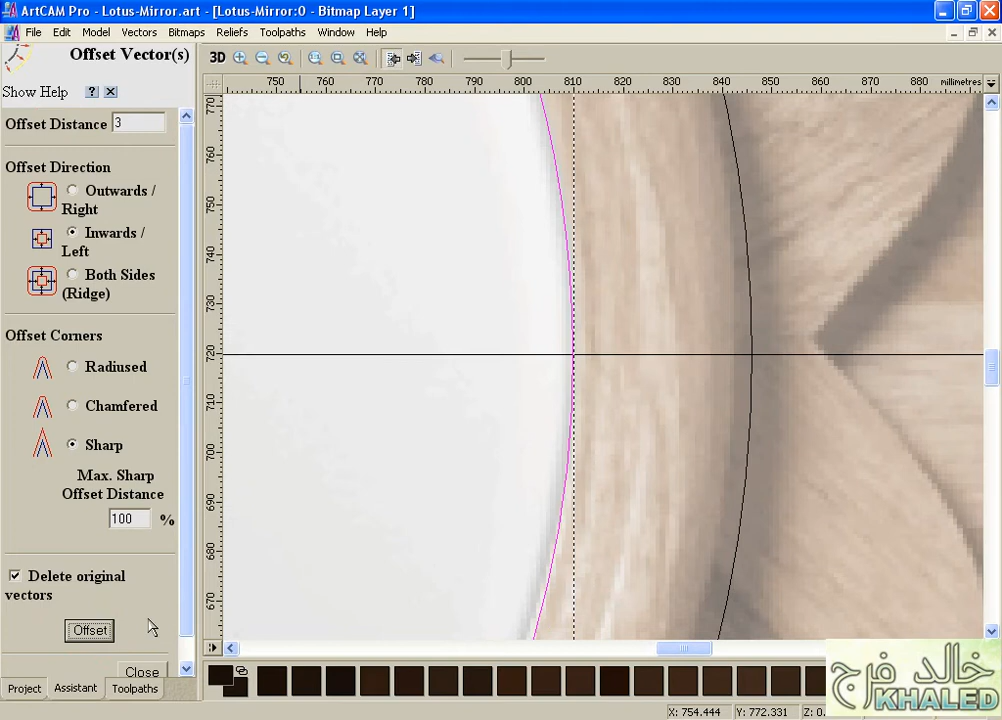 ArtCAM Pro - Lotus-Mirror.art - [Lotus-Mirror:0 - Bitmap Layer 1]
File Edit Model Vectors Bitmaps Reliefs Toolpaths Window Help
Offset Vector(s)
3D
Show Help ? X
750 760 770 780 790 800 810 820 830 840 850 860 870 880 millimetres
Offset Distance 3
Offset Direction
Outwards /
Right
Inwards /
Left
Both Sides
(Ridge)
Offset Corners
Radiused
Chamfered
Sharp
Max. Sharp
Offset Distance
100 %
Delete original
vectors
Offset
Close
770
760
750
740
730
720
710
700
690
680
670
Project Assistant Toolpaths
خالد فرج
KHALED
X: 754.444 Y: 772.331 Z: 0.